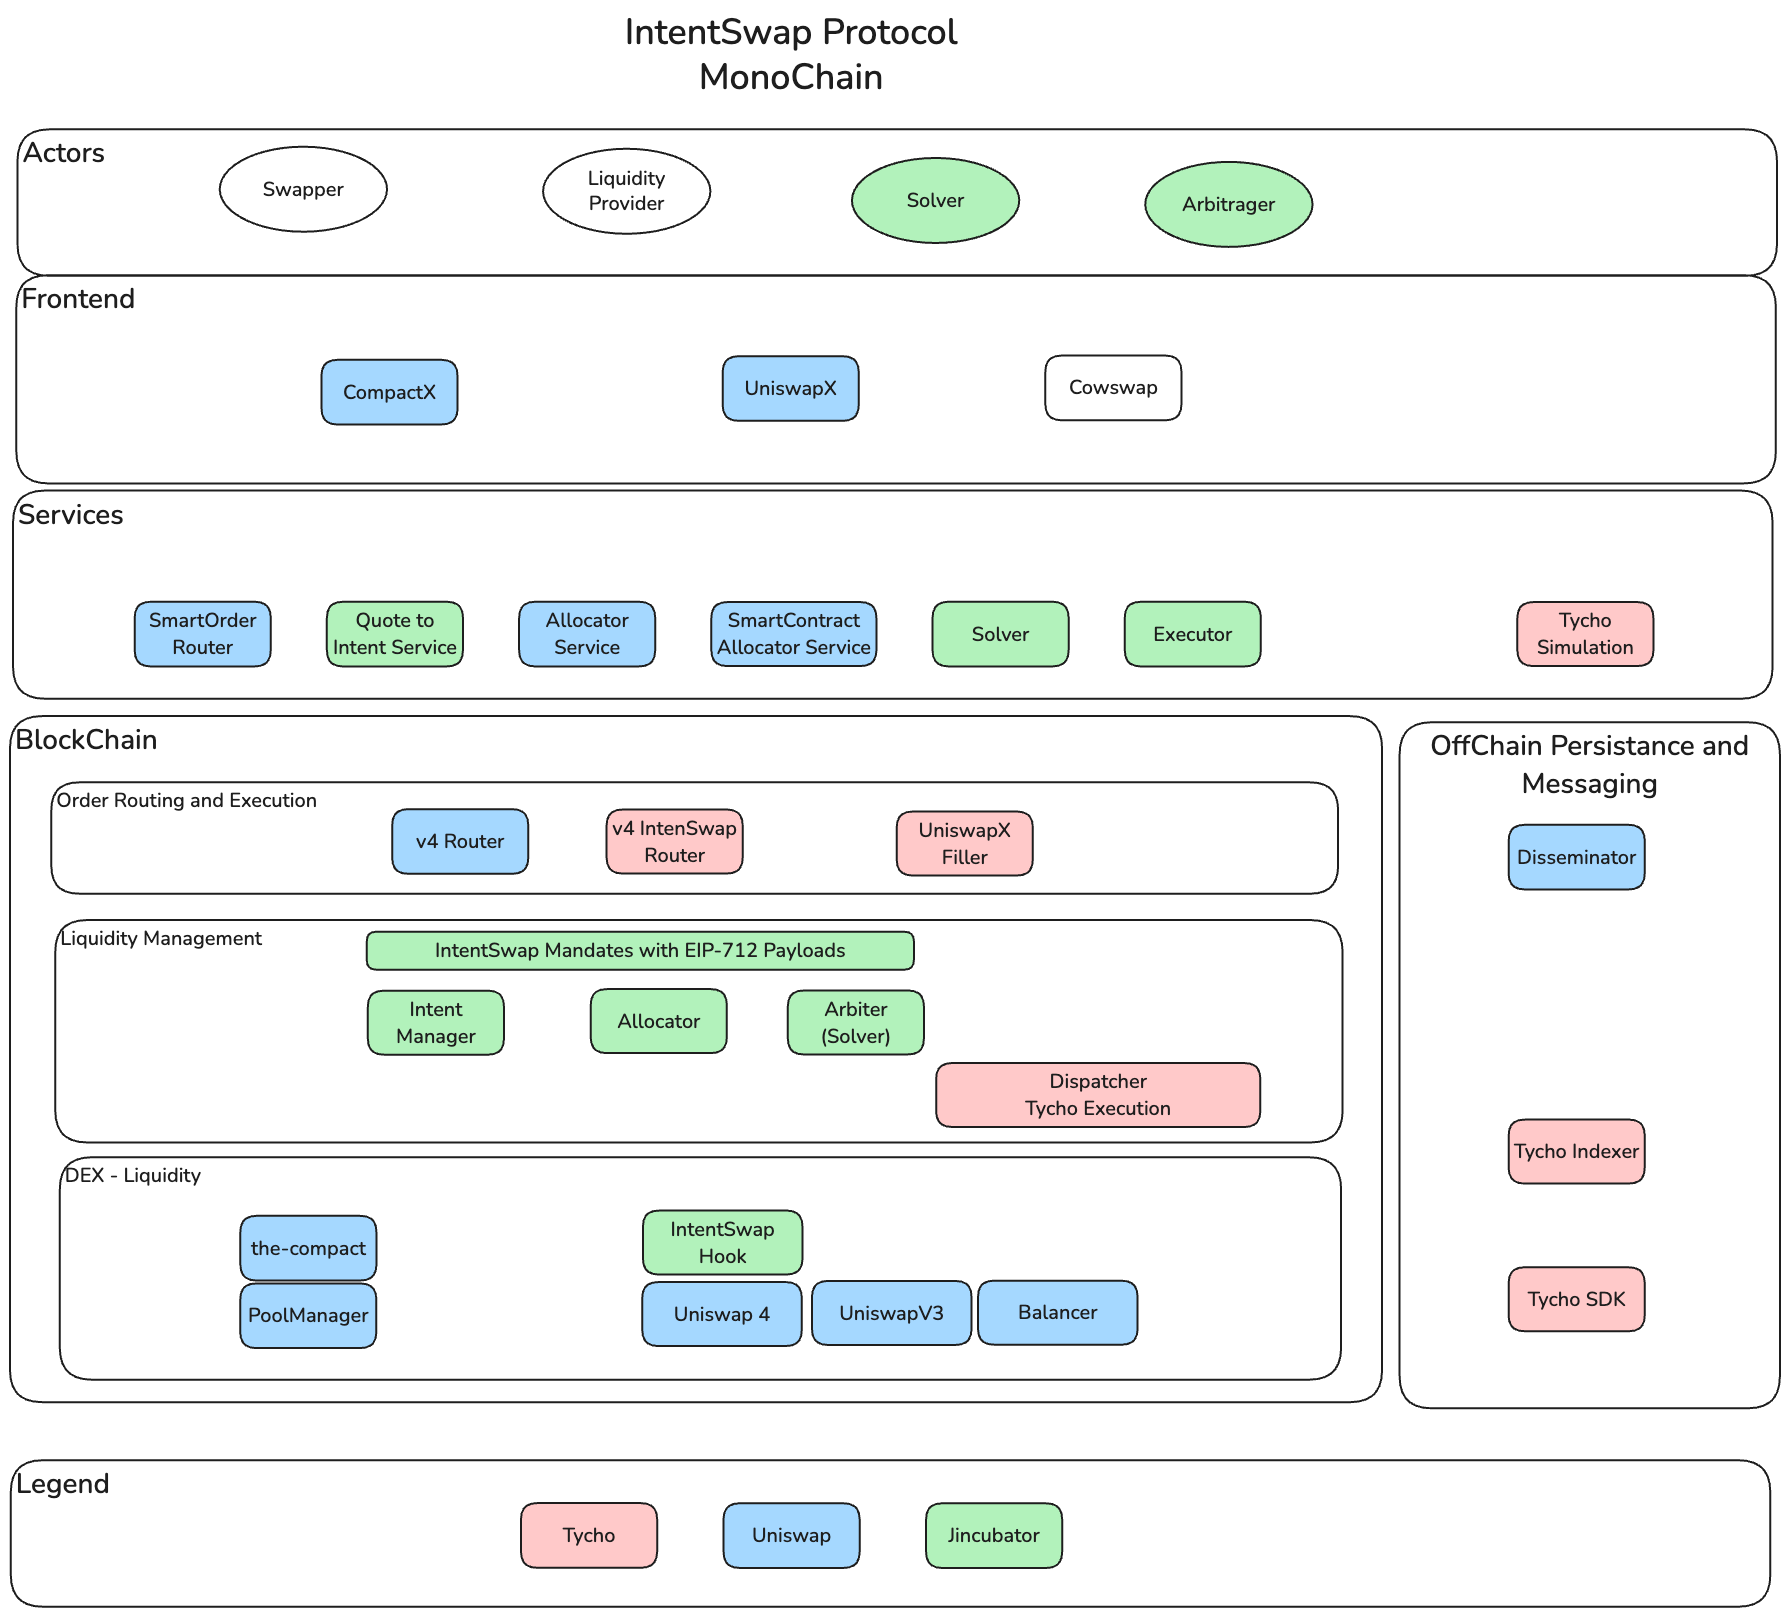 IntentSwap Protocol
MonoChain
Actors
Swapper
Liquidity
Provider
Solver
Arbitrager
Frontend
CompactX
UniswapX
Cowswap
Services
SmartOrder
Router
Quote to
Intent Service
Allocator
Service
SmartContract
Allocator Service
Solver
Executor
Tycho
Simulation
BlockChain
Order Routing and Execution
v4 Router
v4 IntenSwap
Router
UniswapX
Filler
Liquidity Management
IntentSwap Mandates with EIP-712 Payloads
Intent
Manager
Allocator
Arbiter
(Solver)
Dispatcher
Tycho Execution
DEX - Liquidity
the-compact
PoolManager
IntentSwap
Hook
Uniswap 4
UniswapV3
Balancer
OffChain Persistance and
Messaging
Disseminator
Tycho Indexer
Tycho SDK
Legend
Tycho
Uniswap
Jincubator